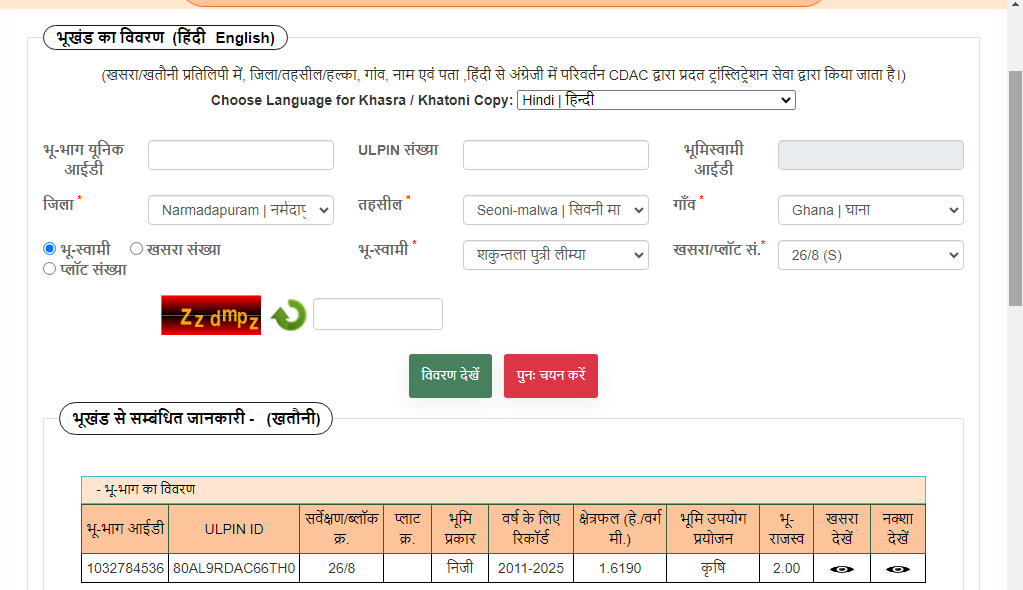 भूखंड का विवरण (हिंदी English)
(खसरा/खतौनी प्रतिलिपी में, जिला/तहसील/हल्का, गांव, नाम एवं पता ,हिंदी से अंग्रेजी में परिवर्तन CDAC द्वारा प्रदत ट्रांस्लिट्रेशन सेवा द्वारा किया जाता है।)
Choose Language for Khasra / Khatoni Copy: Hindi | हिन्दी
भू-भाग यूनिक आईडी
ULPIN संख्या
भूमिस्वामी आईडी
जिला * Narmadapuram | नर्मदापु
तहसील * Seoni-malwa | सिवनी मा
गाँव * Ghana | घाना
भू-स्वामी खसरा संख्या
प्लॉट संख्या
भू-स्वामी * शकुन्तला पुत्री लीम्या
खसरा/प्लॉट सं.* 26/8 (S)
Zz dmpz
विवरण देखें पुनः चयन करें
भूखंड से सम्बंधित जानकारी - (खतौनी)
- भू-भाग का विवरण
भू-भाग आईडी ULPIN ID सर्वेक्षण/ब्लॉक क्र. प्लाट क्र. भूमि प्रकार वर्ष के लिए रिकॉर्ड क्षेत्रफल (हे./वर्ग मी.) भूमि उपयोग प्रयोजन भू-राजस्व खसरा देखें नक्शा देखें
1032784536 80AL9RDAC66TH0 26/8 निजी 2011-2025 1.6190 कृषि 2.00